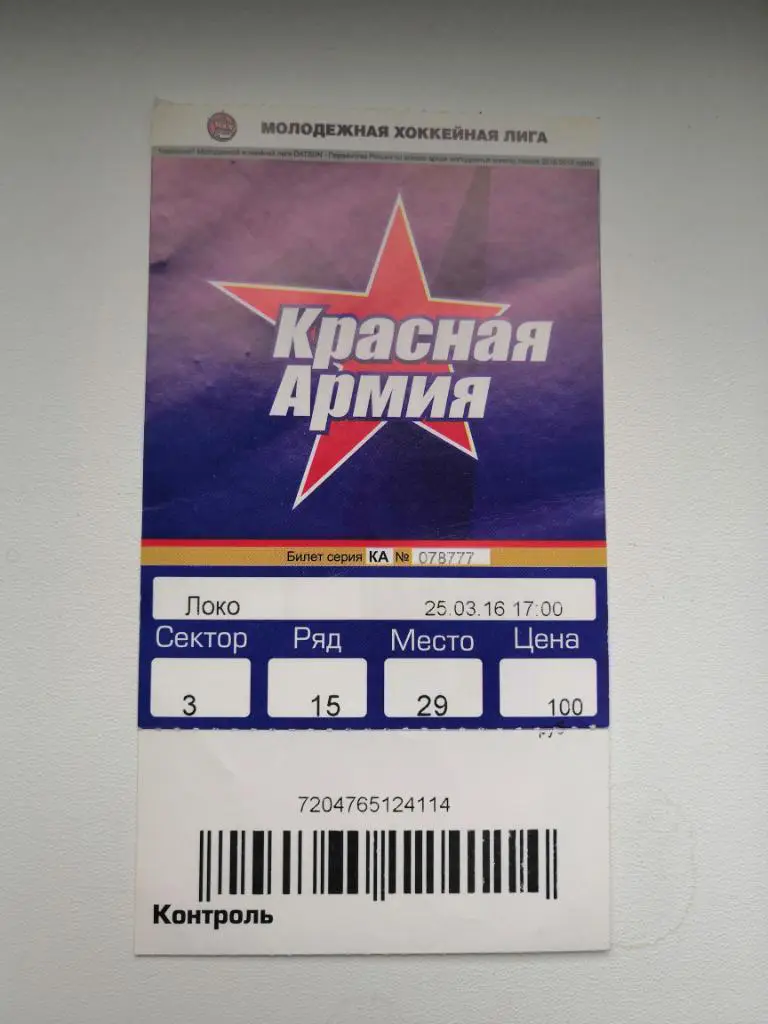 МОЛОДЕЖНАЯ ХОККЕЙНАЯ ЛИГА
Красная
Армия
Билет серия КА № 078777
Локо 25.03.16 17:00
Сектор Ряд Место Цена
3 15 29 100
7204765124114
Контроль